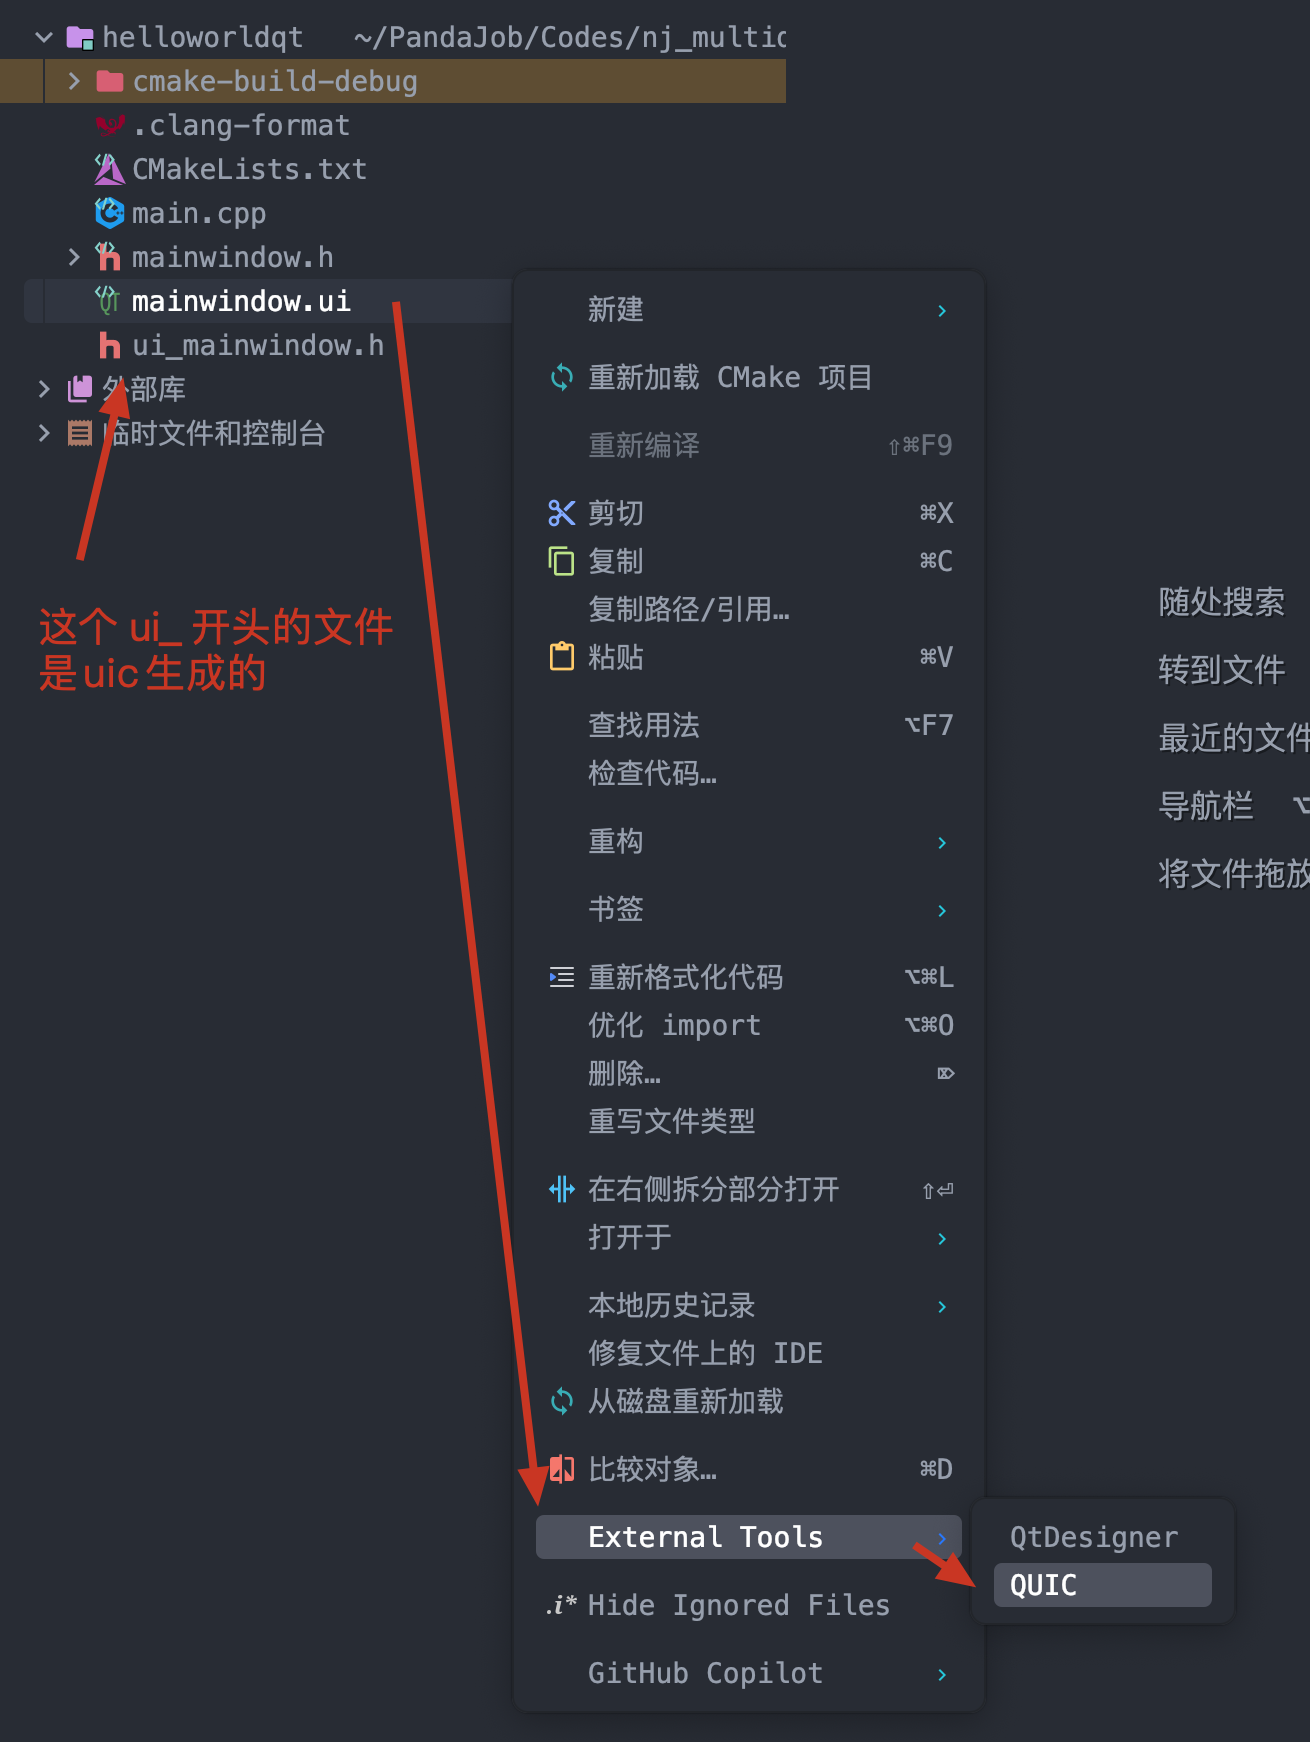 helloworldqt ~/PandaJob/Codes/nj_multic
cmake-build-debug
.clang-format
CMakeLists.txt
main.cpp
mainwindow.h
mainwindow.ui
ui_mainwindow.h
外部库
临时文件和控制台
这个 ui_ 开头的文件
是uic生成的
新建
重新加载 CMake 项目
重新编译 ⇧⌘F9
剪切 ⌘X
复制 ⌘C
复制路径/引用…
粘贴 ⌘V
查找用法 ⌥F7
检查代码…
重构
书签
重新格式化代码 ⌥⌘L
优化 import ⌥⌘O
删除… ⌦
重写文件类型
在右侧拆分部分打开 ⇧⏎
打开于
本地历史记录
修复文件上的 IDE
从磁盘重新加载
比较对象… ⌘D
External Tools
.i* Hide Ignored Files
GitHub Copilot
QtDesigner
QUIC
随处搜索
转到文件
最近的文件
导航栏 ⌥
将文件拖放